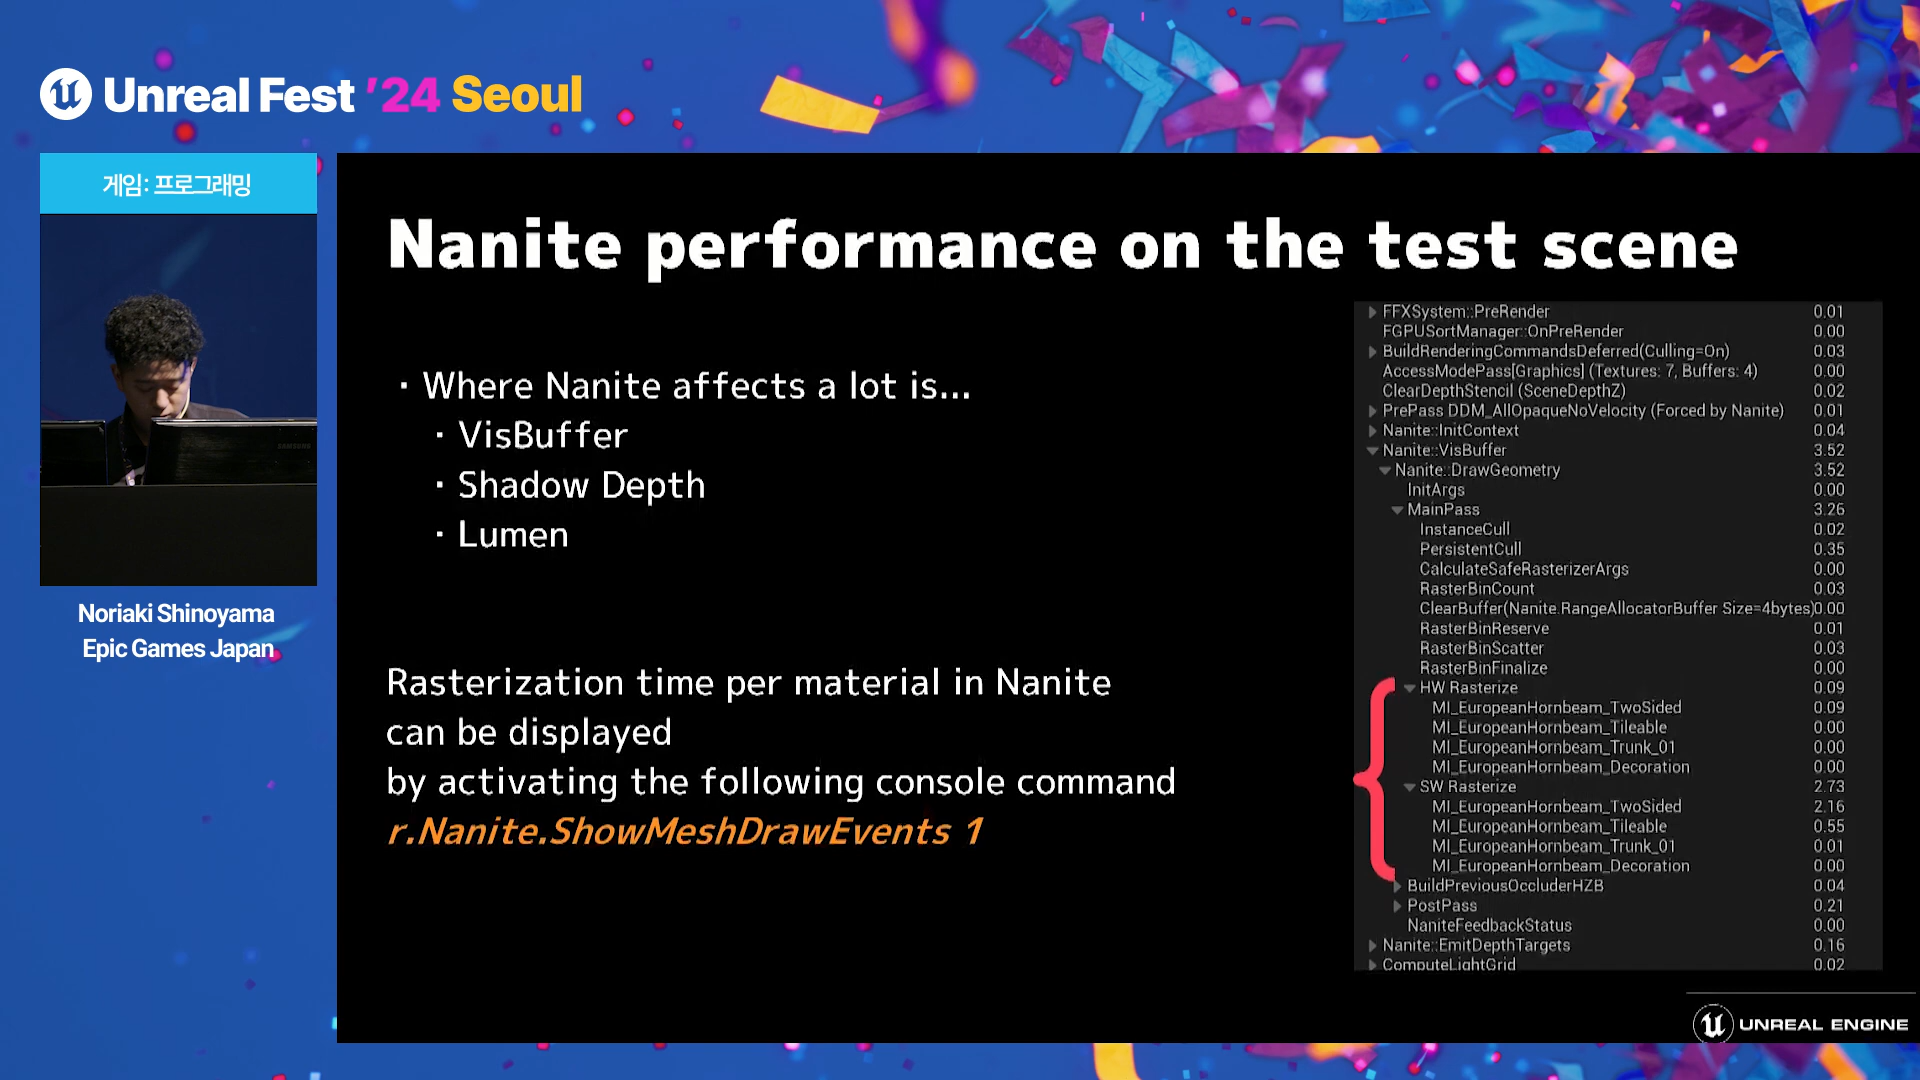 Unreal Fest '24 Seoul
게임: 프로그래밍
SAMSUNG
Noriaki Shinoyama
Epic Games Japan
Nanite performance on the test scene
・Where Nanite affects a lot is...
・VisBuffer
・Shadow Depth
・Lumen
Rasterization time per material in Nanite
can be displayed
by activating the following console command
r.Nanite.ShowMeshDrawEvents 1
FFXSystem::PreRender 0.01
FGPUSortManager::OnPreRender 0.00
BuildRenderingCommandsDeferred(Culling=On) 0.03
AccessModePass[Graphics] (Textures: 7, Buffers: 4) 0.00
ClearDepthStencil (SceneDepthZ) 0.02
PrePass DDM_AllOpaqueNoVelocity (Forced by Nanite) 0.01
Nanite::InitContext 0.04
Nanite::VisBuffer 3.52
Nanite::DrawGeometry 3.52
InitArgs 0.00
MainPass 3.26
InstanceCull 0.02
PersistentCull 0.35
CalculateSafeRasterizerArgs 0.00
RasterBinCount 0.03
ClearBuffer(Nanite.RangeAllocatorBuffer Size=4bytes) 0.00
RasterBinReserve 0.01
RasterBinScatter 0.03
RasterBinFinalize 0.00
HW Rasterize 0.09
MI_EuropeanHornbeam_TwoSided 0.09
MI_EuropeanHornbeam_Tileable 0.00
MI_EuropeanHornbeam_Trunk_01 0.00
MI_EuropeanHornbeam_Decoration 0.00
SW Rasterize 2.73
MI_EuropeanHornbeam_TwoSided 2.16
MI_EuropeanHornbeam_Tileable 0.55
MI_EuropeanHornbeam_Trunk_01 0.01
MI_EuropeanHornbeam_Decoration 0.00
BuildPreviousOccluderHZB 0.04
PostPass 0.21
NaniteFeedbackStatus 0.00
Nanite::EmitDepthTargets 0.16
ComputeLightGrid 0.02
UNREAL ENGINE